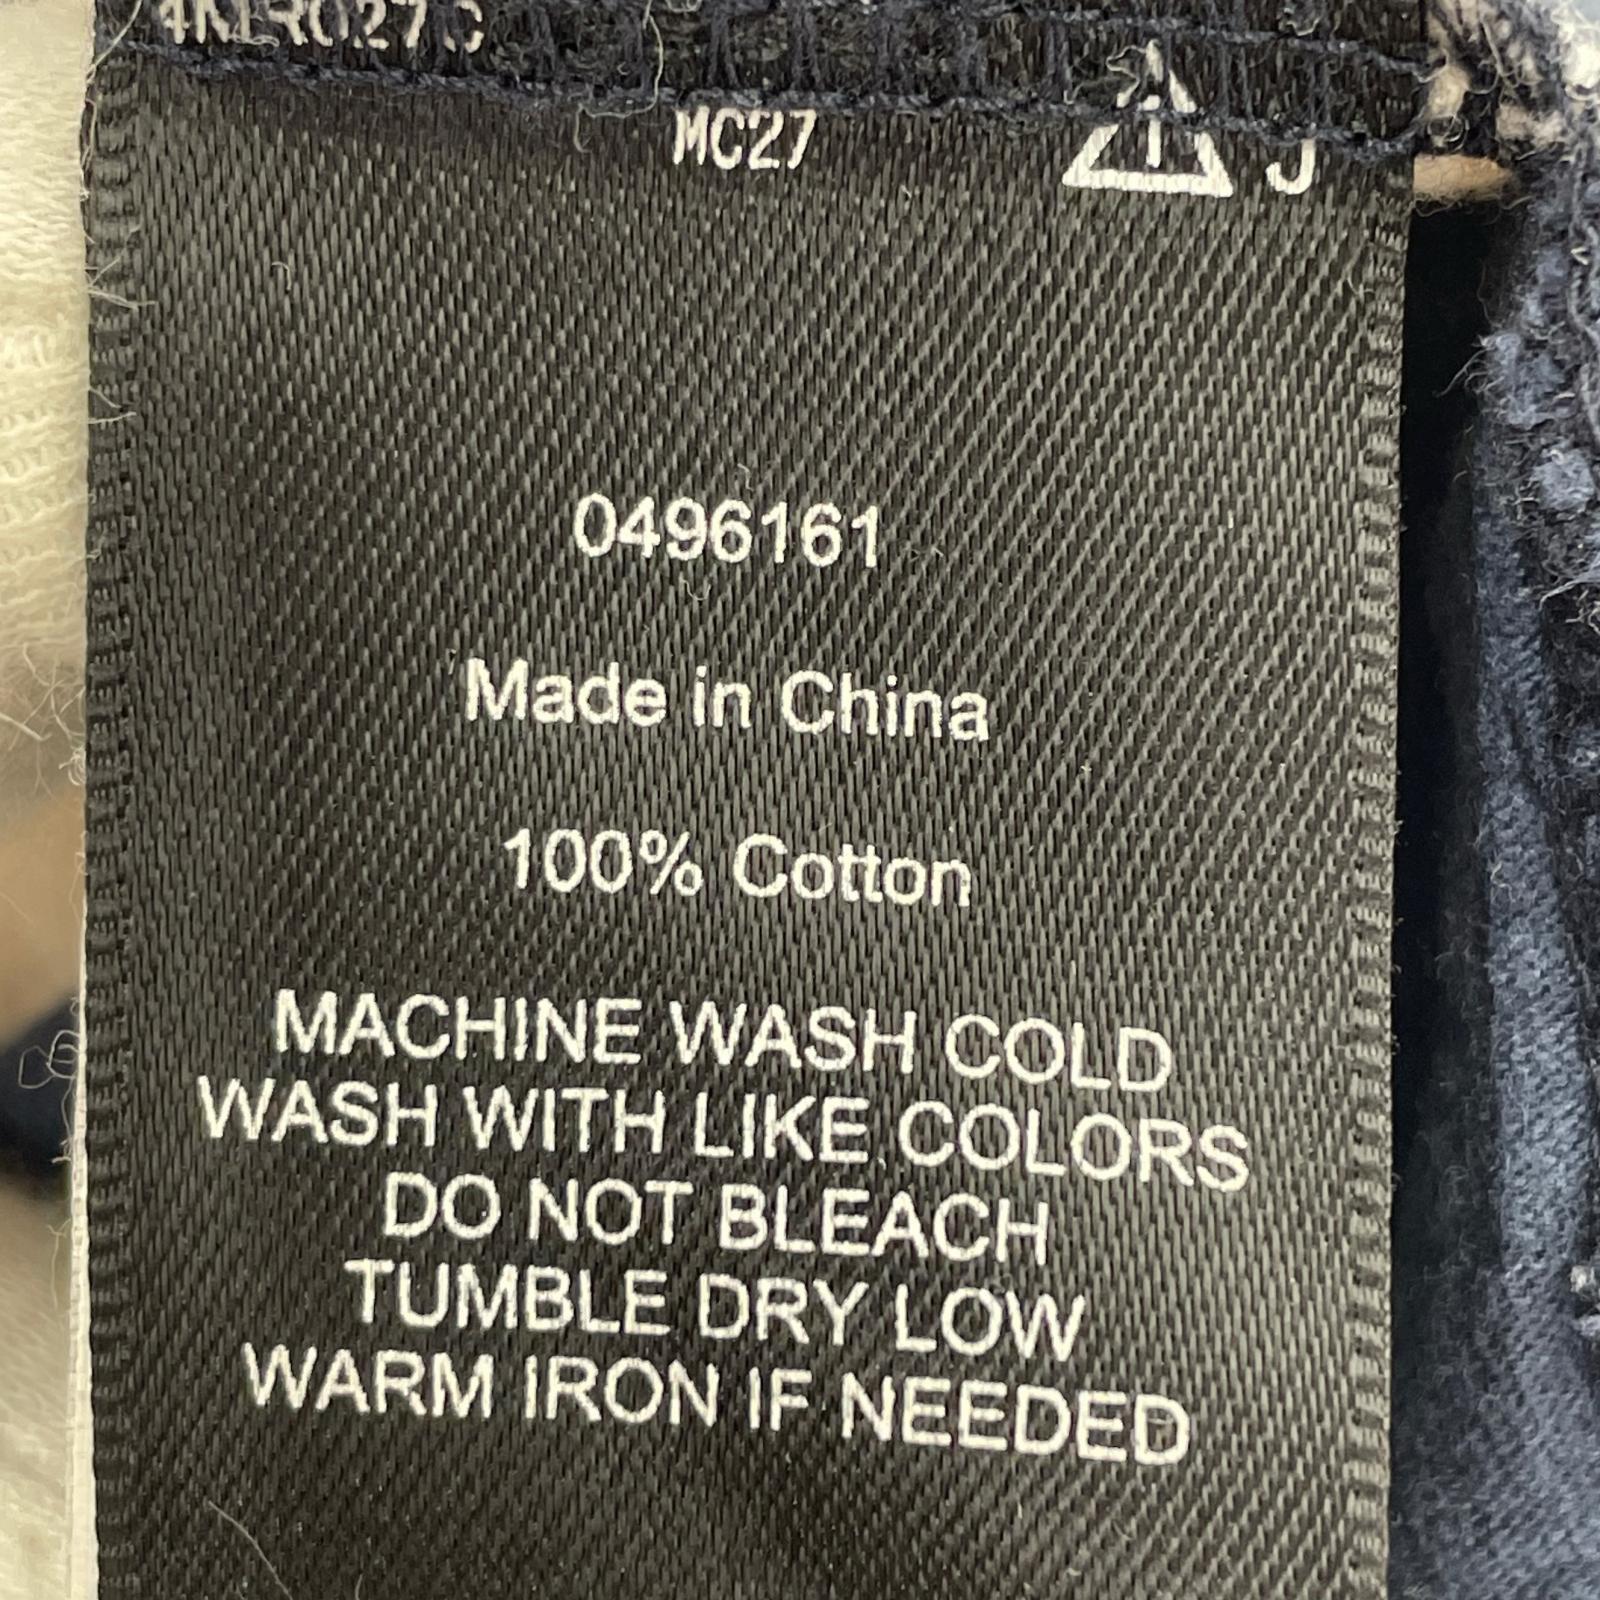 MC27
J
0496161
Made in China
100% Cotton
MACHINE WASH COLD
WASH WITH LIKE COLORS
DO NOT BLEACH
TUMBLE DRY LOW
WARM IRON IF NEEDED